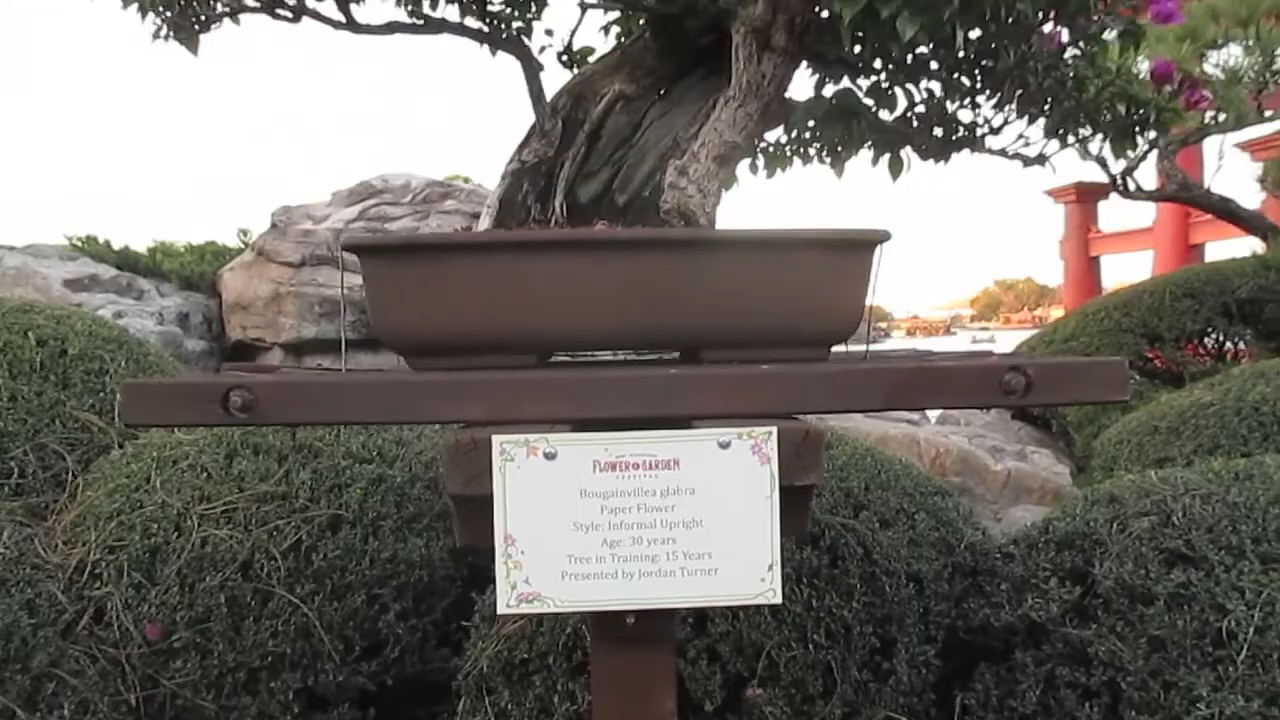 FLOWER & GARDEN
FESTIVAL
Bougainvillea glabra
Paper Flower
Style: Informal Upright
Age: 30 years
Tree in Training: 15 Years
Presented by Jordan Turner